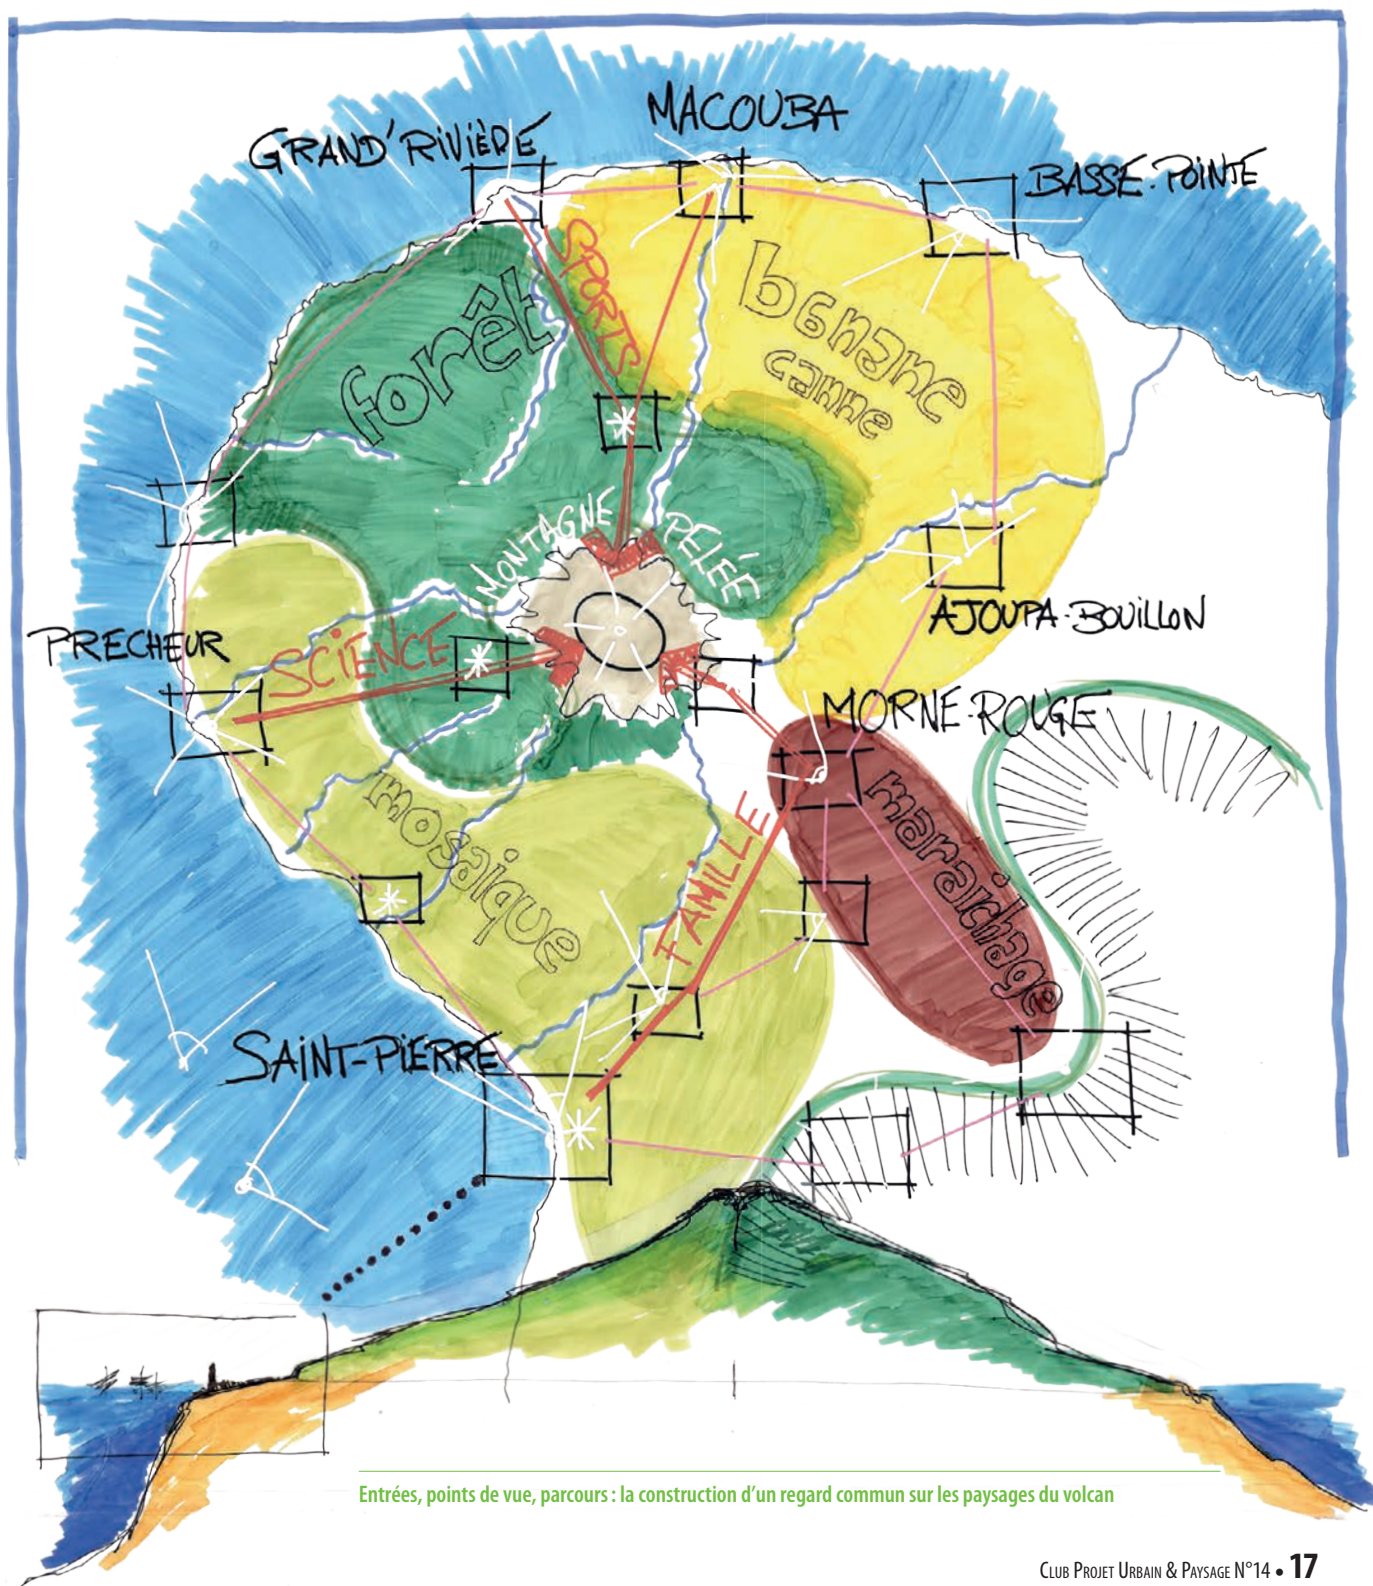 MACOUBA
GRAND'RIVIÈRE
BASSE-POINTE
SPORTS
forêt
banane
canne
MONTAGNE PELÉE
AJOUPA-BOUILLON
PRECHEUR
SCIENCE
MORNE-ROUGE
mosaique
maraichage
FAMILLE
SAINT-PIERRE
Entrées, points de vue, parcours : la construction d'un regard commun sur les paysages du volcan
CLUB PROJET URBAIN & PAYSAGE N°14 • 17